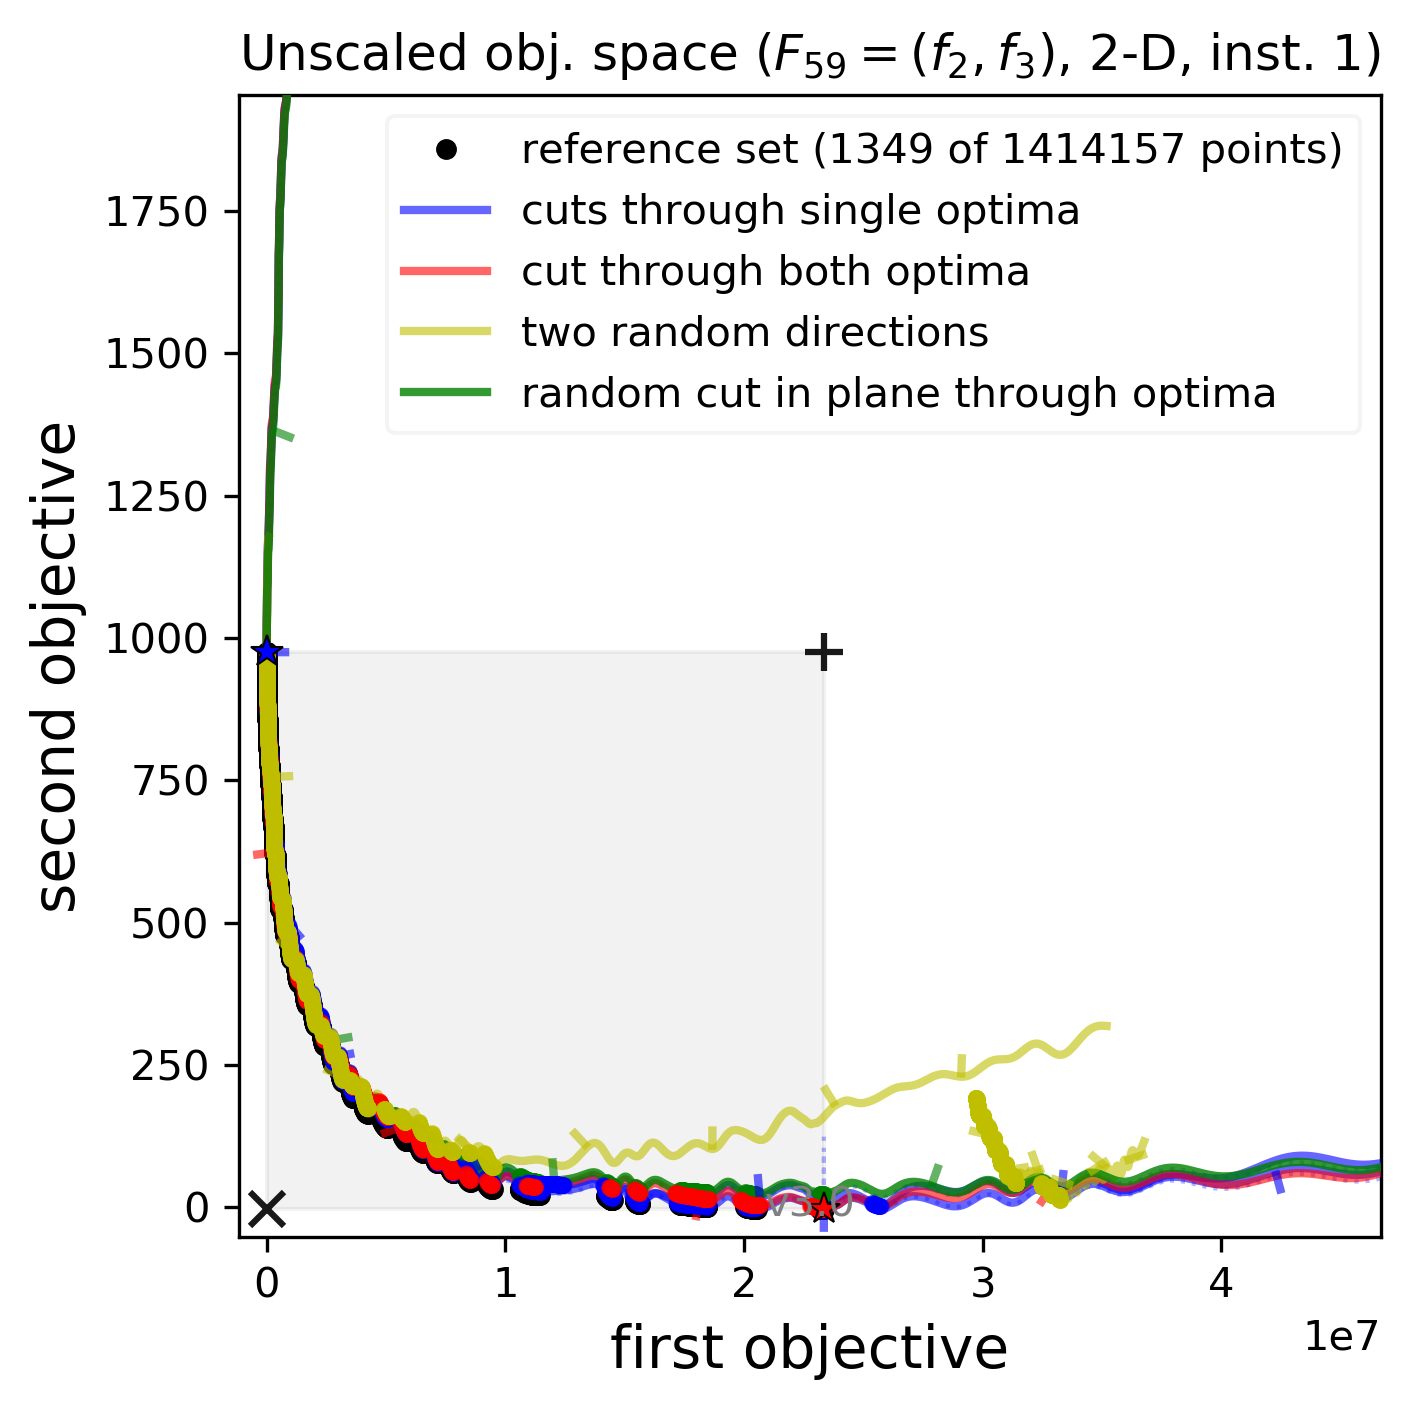 Unscaled obj. space (F₅₉ = (f₂, f₃), 2-D, inst. 1)
reference set (1349 of 1414157 points)
cuts through single optima
cut through both optima
two random directions
random cut in plane through optima
second objective
1750
1500
1250
1000
750
500
250
0
0 1 2 3 4
1e7
first objective